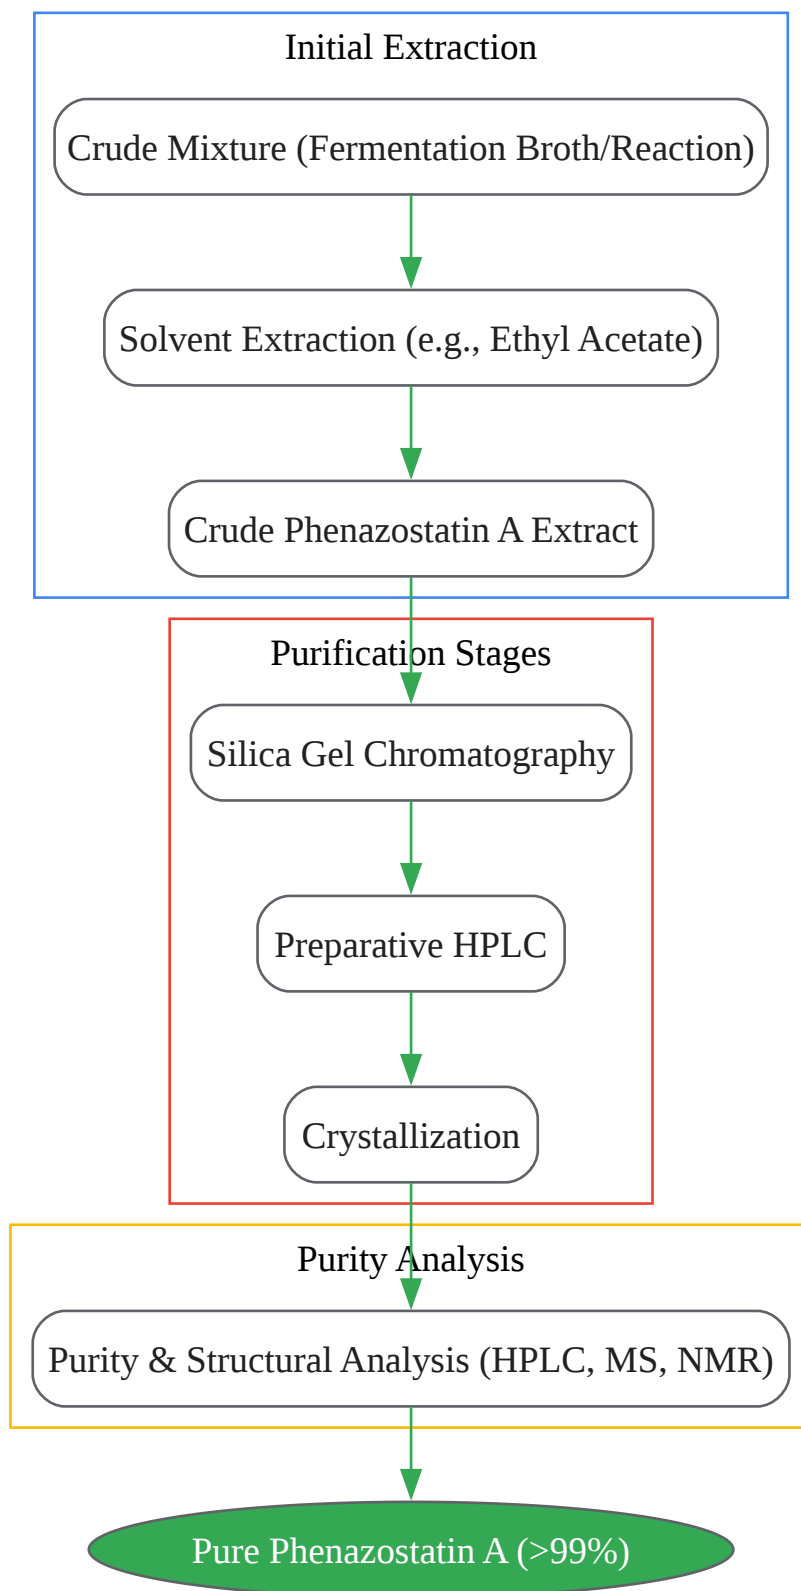 Initial Extraction
Crude Mixture (Fermentation Broth/Reaction)
Solvent Extraction (e.g., Ethyl Acetate)
Crude Phenazostatin A Extract
Purification Stages
Silica Gel Chromatography
Preparative HPLC
Crystallization
Purity Analysis
Purity & Structural Analysis (HPLC, MS, NMR)
Pure Phenazostatin A (>99%)